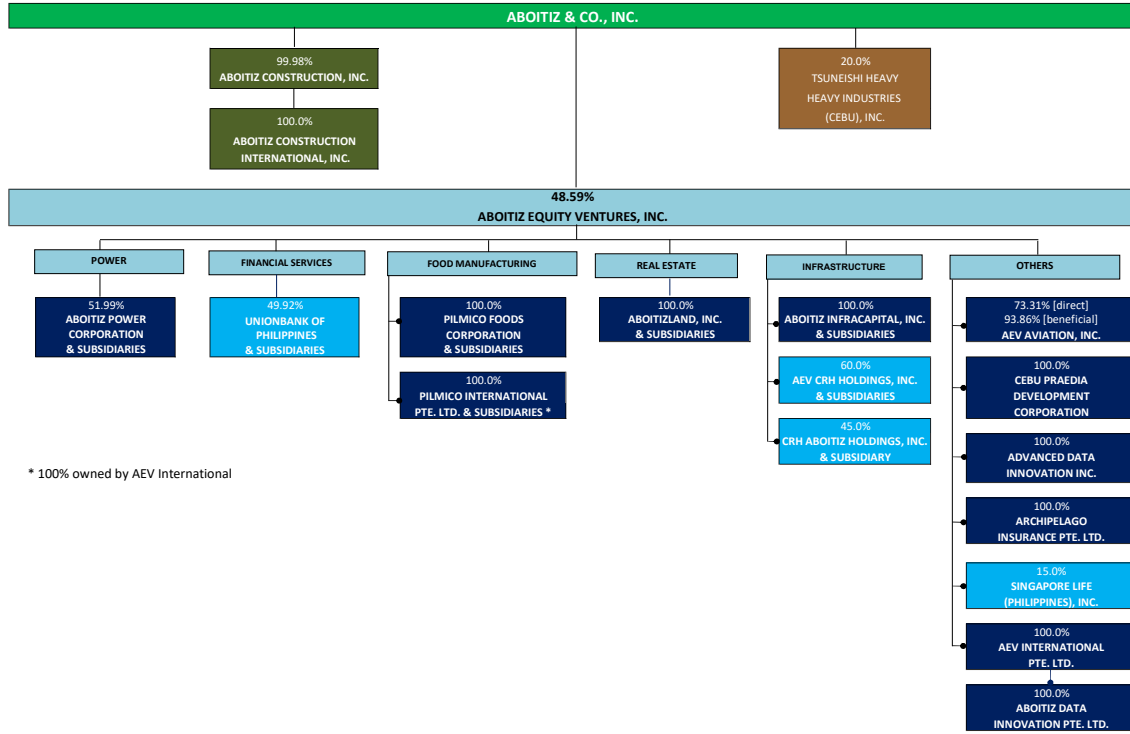 ABOITIZ & CO., INC.
99.98%
ABOITIZ CONSTRUCTION, INC.
100.0%
ABOITIZ CONSTRUCTION
INTERNATIONAL, INC.
20.0%
TSUNEISHI HEAVY
HEAVY INDUSTRIES
(CEBU), INC.
48.59%
ABOITIZ EQUITY VENTURES, INC.
POWER
51.99%
ABOITIZ POWER
CORPORATION
& SUBSIDIARIES
FINANCIAL SERVICES
49.92%
UNIONBANK OF
PHILIPPINES
& SUBSIDIARIES
FOOD MANUFACTURING
100.0%
PILMICO FOODS
CORPORATION
& SUBSIDIARIES
100.0%
PILMICO INTERNATIONAL
PTE. LTD. & SUBSIDIARIES *
REAL ESTATE
100.0%
ABOITIZLAND, INC.
& SUBSIDIARIES
INFRASTRUCTURE
100.0%
ABOITIZ INFRACAPITAL, INC.
& SUBSIDIARIES
60.0%
AEV CRH HOLDINGS, INC.
& SUBSIDIARIES
45.0%
CRH ABOITIZ HOLDINGS, INC.
& SUBSIDIARY
OTHERS
73.31% [direct]
93.86% [beneficial]
AEV AVIATION, INC.
100.0%
CEBU PRAEDIA
DEVELOPMENT
CORPORATION
100.0%
ADVANCED DATA
INNOVATION INC.
100.0%
ARCHIPELAGO
INSURANCE PTE. LTD.
15.0%
SINGAPORE LIFE
(PHILIPPINES), INC.
100.0%
AEV INTERNATIONAL
PTE. LTD.
100.0%
ABOITIZ DATA
INNOVATION PTE. LTD.
* 100% owned by AEV International